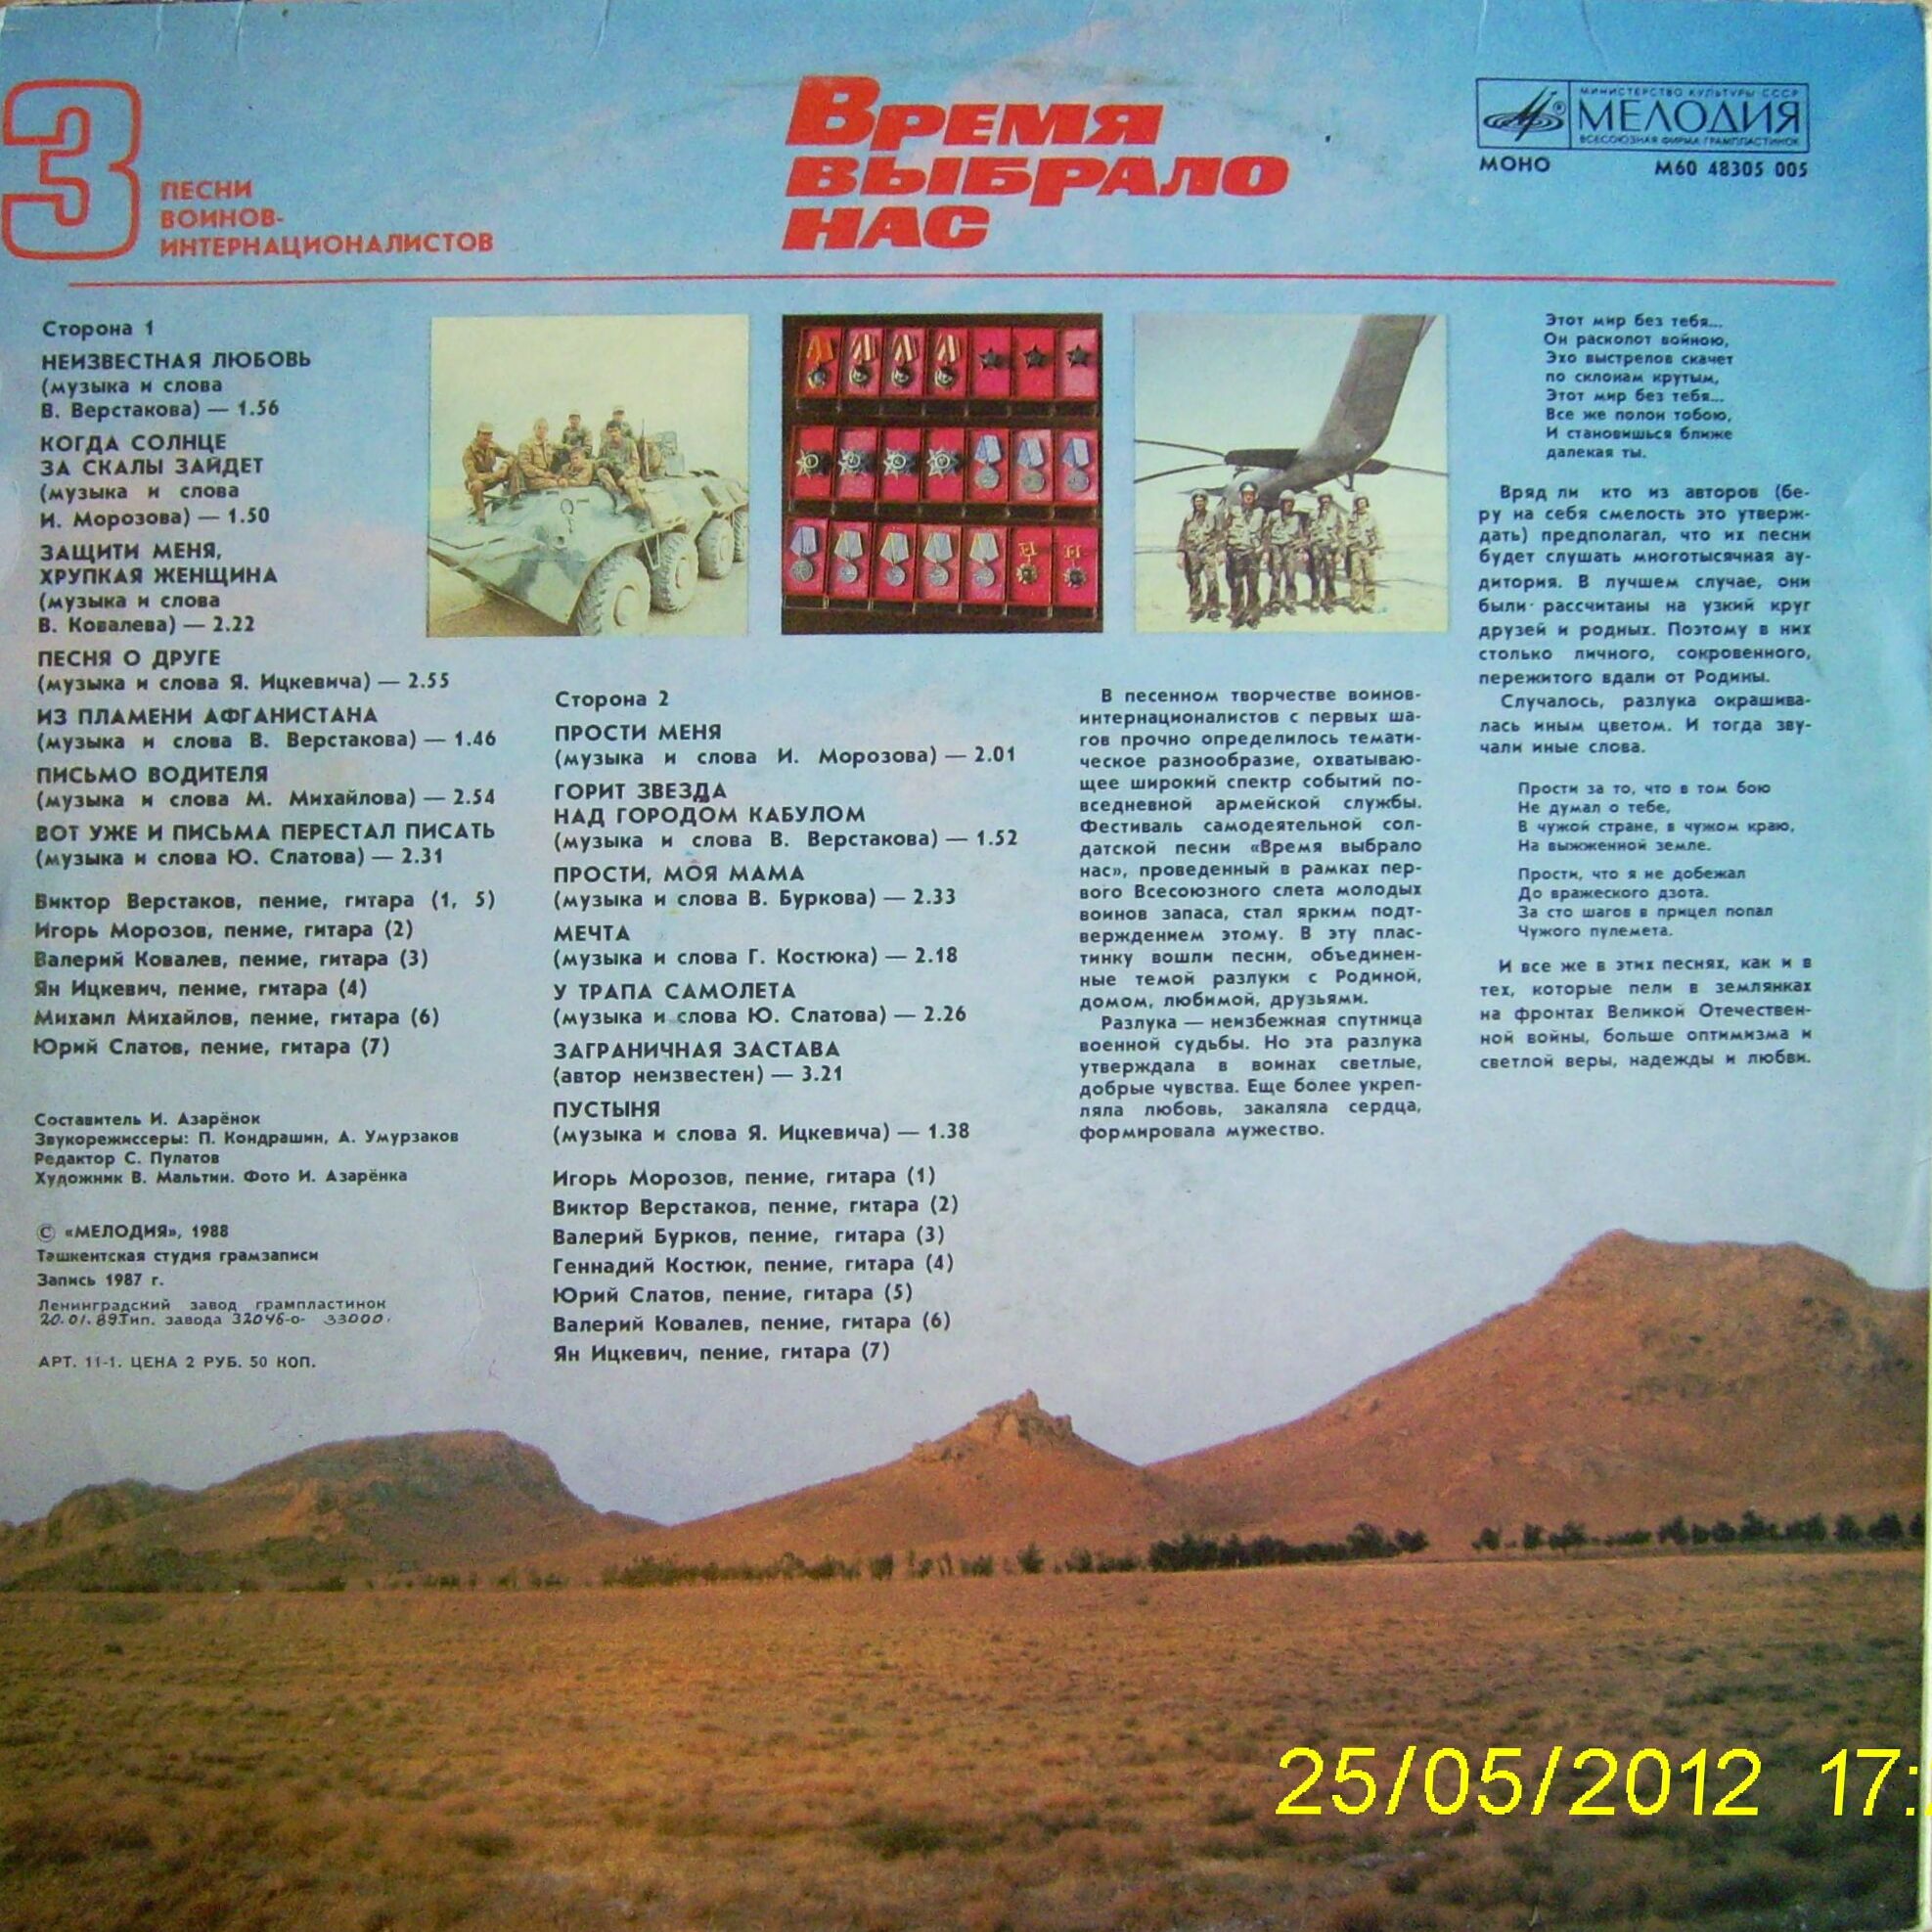 3
ПЕСНИ
ВОИНОВ-
ИНТЕРНАЦИОНАЛИСТОВ
ВРЕМЯ
ВЫБРАЛО
НАС
МИНИСТЕРСТВО КУЛЬТУРЫ СССР
МЕЛОДИЯ
ВСЕСОЮЗНАЯ ФИРМА ГРАМПЛАСТИНОК
МОНО М60 48305 005
Сторона 1
НЕИЗВЕСТНАЯ ЛЮБОВЬ
(музыка и слова
В. Верстакова) — 1.56
КОГДА СОЛНЦЕ
ЗА СКАЛЫ ЗАЙДЕТ
(музыка и слова
И. Морозова) — 1.50
ЗАЩИТИ МЕНЯ,
ХРУПКАЯ ЖЕНЩИНА
(музыка и слова
В. Ковалева) — 2.22
ПЕСНЯ О ДРУГЕ
(музыка и слова Я. Ицкевича) — 2.55
ИЗ ПЛАМЕНИ АФГАНИСТАНА
(музыка и слова В. Верстакова) — 1.46
ПИСЬМО ВОДИТЕЛЯ
(музыка и слова М. Михайлова) — 2.54
ВОТ УЖЕ И ПИСЬМА ПЕРЕСТАЛ ПИСАТЬ
(музыка и слова Ю. Слатова) — 2.31
Виктор Верстаков, пение, гитара (1, 5)
Игорь Морозов, пение, гитара (2)
Валерий Ковалев, пение, гитара (3)
Ян Ицкевич, пение, гитара (4)
Михаил Михайлов, пение, гитара (6)
Юрий Слатов, пение, гитара (7)
Составитель И. Азарёнок
Звукорежиссеры: П. Кондрашин, А. Умурзаков
Редактор С. Пулатов
Художник В. Мальтин. Фото И. Азарёнка
© «МЕЛОДИЯ», 1988
Ташкентская студия грамзаписи
Запись 1987 г.
Ленинградский завод грампластинок
20.01.89.Тип. завода 32046-о- 33000.
АРТ. 11-1. ЦЕНА 2 РУБ. 50 КОП.
Сторона 2
ПРОСТИ МЕНЯ
(музыка и слова И. Морозова) — 2.01
ГОРИТ ЗВЕЗДА
НАД ГОРОДОМ КАБУЛОМ
(музыка и слова В. Верстакова) — 1.52
ПРОСТИ, МОЯ МАМА
(музыка и слова В. Буркова) — 2.33
МЕЧТА
(музыка и слова Г. Костюка) — 2.18
У ТРАПА САМОЛЕТА
(музыка и слова Ю. Слатова) — 2.26
ЗАГРАНИЧНАЯ ЗАСТАВА
(автор неизвестен) — 3.21
ПУСТЫНЯ
(музыка и слова Я. Ицкевича) — 1.38
Игорь Морозов, пение, гитара (1)
Виктор Верстаков, пение, гитара (2)
Валерий Бурков, пение, гитара (3)
Геннадий Костюк, пение, гитара (4)
Юрий Слатов, пение, гитара (5)
Валерий Ковалев, пение, гитара (6)
Ян Ицкевич, пение, гитара (7)
В песенном творчестве воинов-
интернационалистов с первых ша-
гов прочно определилось темати-
ческое разнообразие, охватываю-
щее широкий спектр событий по-
вседневной армейской службы.
Фестиваль самодеятельной сол-
датской песни «Время выбрало
нас», проведенный в рамках пер-
вого Всесоюзного слета молодых
воинов запаса, стал ярким подт-
верждением этому. В эту плас-
тинку вошли песни, объединен-
ные темой разлуки с Родиной,
домом, любимой, друзьями.
Разлука — неизбежная спутница
военной судьбы. Но эта разлука
утверждала в воинах светлые,
добрые чувства. Еще более укреп-
ляла любовь, закаляла сердца,
формировала мужество.
Этот мир без тебя...
Он расколот войною,
Эхо выстрелов скачет
по склонам крутым,
Этот мир без тебя...
Все же полон тобою,
И становишься ближе
далекая ты.
Вряд ли кто из авторов (бе-
ру на себя смелость это утверж-
дать) предполагал, что их песни
будет слушать многотысячная ау-
дитория. В лучшем случае, они
были рассчитаны на узкий круг
друзей и родных. Поэтому в них
столько личного, сокровенного,
пережитого вдали от Родины.
Случалось, разлука окрашива-
лась иным цветом. И тогда зву-
чали иные слова.
Прости за то, что в том бою
Не думал о тебе,
В чужой стране, в чужом краю,
На выжженной земле.
Прости, что я не добежал
До вражеского дзота.
За сто шагов в прицел попал
Чужого пулемета.
И все же в этих песнях, как и в
тех, которые пели в землянках
на фронтах Великой Отечествен-
ной войны, больше оптимизма и
светлой веры, надежды и любви.
25/05/2012 17: